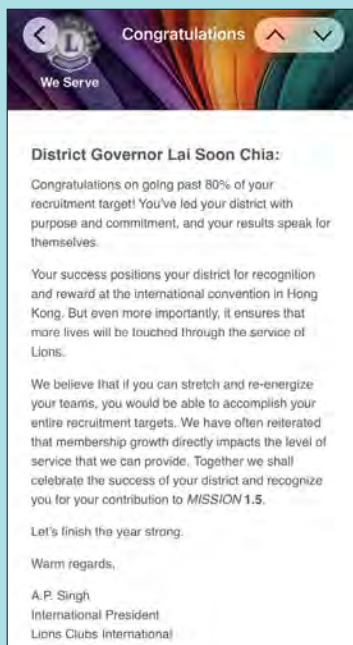 Congratulations
L
We Serve
District Governor Lai Soon Chia:
Congratulations on going past 80% of your
recruitment target! You've led your district with
purpose and commitment, and your results speak for
themselves.
Your success positions your district for recognition
and reward at the international convention in Hong
Kong. But even more importantly, it ensures that
more lives will be touched through the service of
Lions.
We believe that if you can stretch and re-energize
your teams, you would be able to accomplish your
entire recruitment targets. We have often reiterated
that membership growth directly impacts the level of
service that we can provide. Together we shall
celebrate the success of your district and recognize
you for your contribution to MISSION 1.5.
Let's finish the year strong.
Warm regards,
A.P. Singh
International President
Lions Clubs International